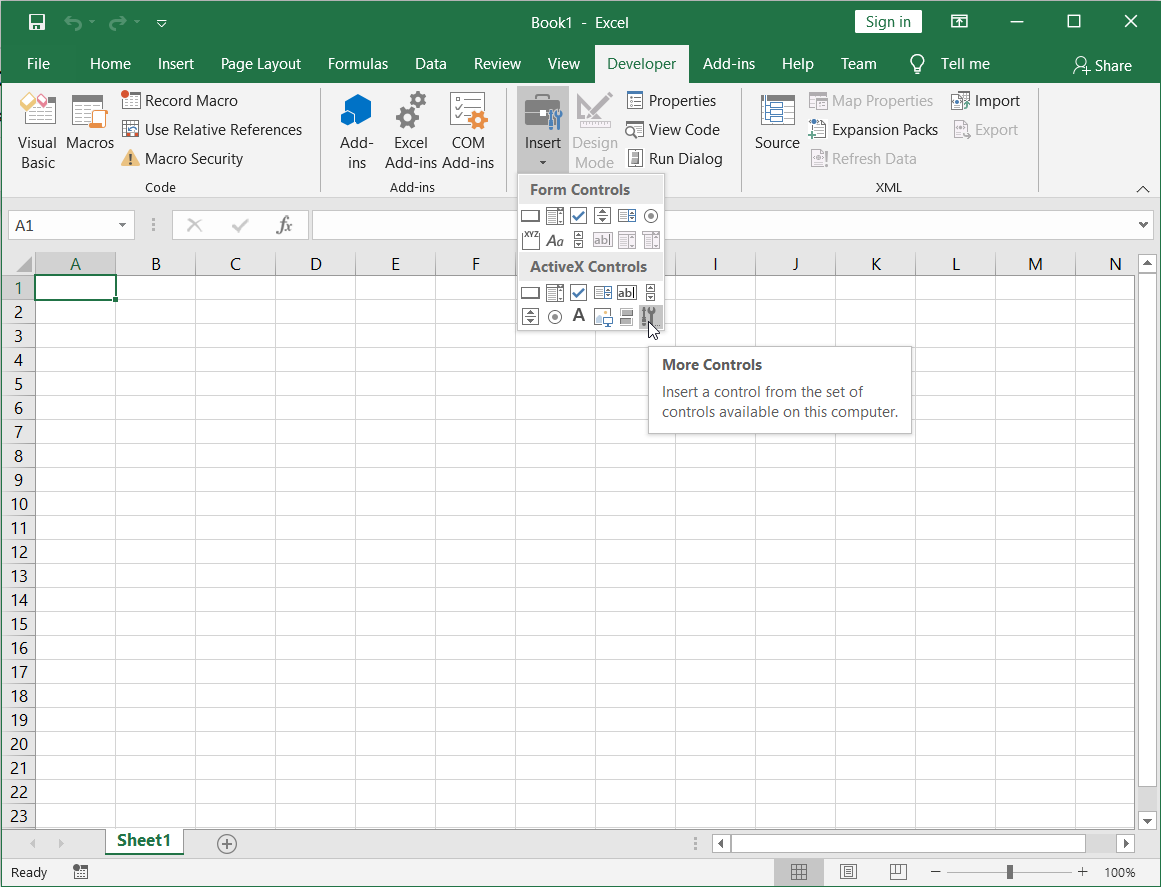 Book1 - Excel
Sign in
File Home Insert Page Layout Formulas Data Review View Developer Add-ins Help Team Tell me Share
Visual Basic
Macros
Record Macro
Use Relative References
Macro Security
Code
Add-ins
Excel Add-ins
COM Add-ins
Add-ins
Insert
Design Mode
Properties
View Code
Run Dialog
Source
Map Properties
Expansion Packs
Refresh Data
Import
Export
XML
Form Controls
XYZ Aa ab|
ActiveX Controls
ab|
A
More Controls
Insert a control from the set of
controls available on this computer.
A1 fx
A B C D E F I J K L M N
1
2
3
4
5
6
7
8
9
10
11
12
13
14
15
16
17
18
19
20
21
22
23
Sheet1
Ready 100%